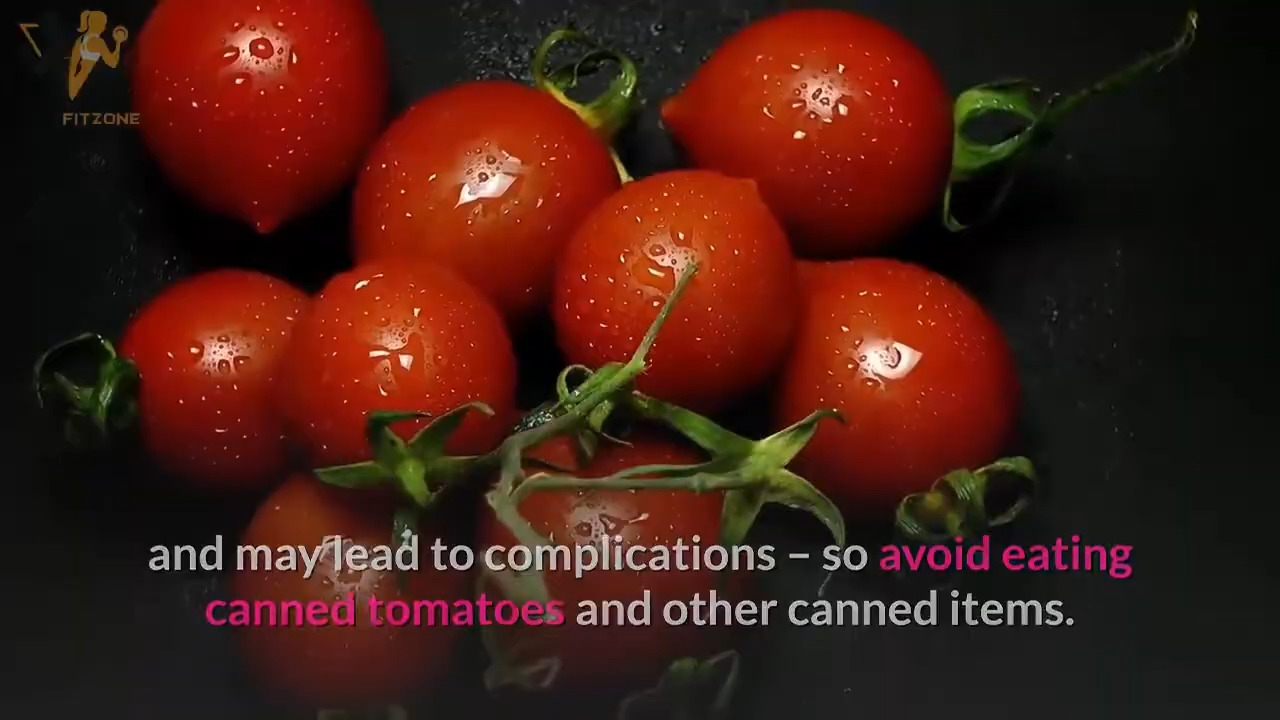 FITZONE
and may lead to complications – so avoid eating
canned tomatoes and other canned items.